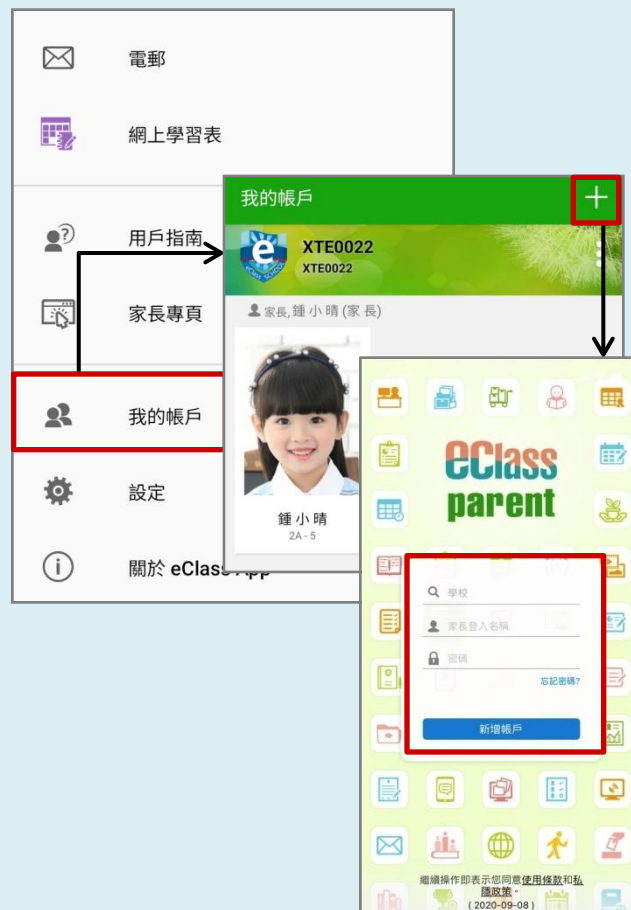 電郵
網上學習表
用戶指南
家長專頁
我的帳戶
設定
關於 eClass App
我的帳戶
XTE0022
XTE0022
家長, 鍾小晴 (家長)
鍾小晴
2A - 5
eClass
parent
學校
家長登入名稱
密碼
忘記密碼?
新增帳戶
繼續操作即表示您同意使用條款和私
隱政策。
( 2020-09-08 )